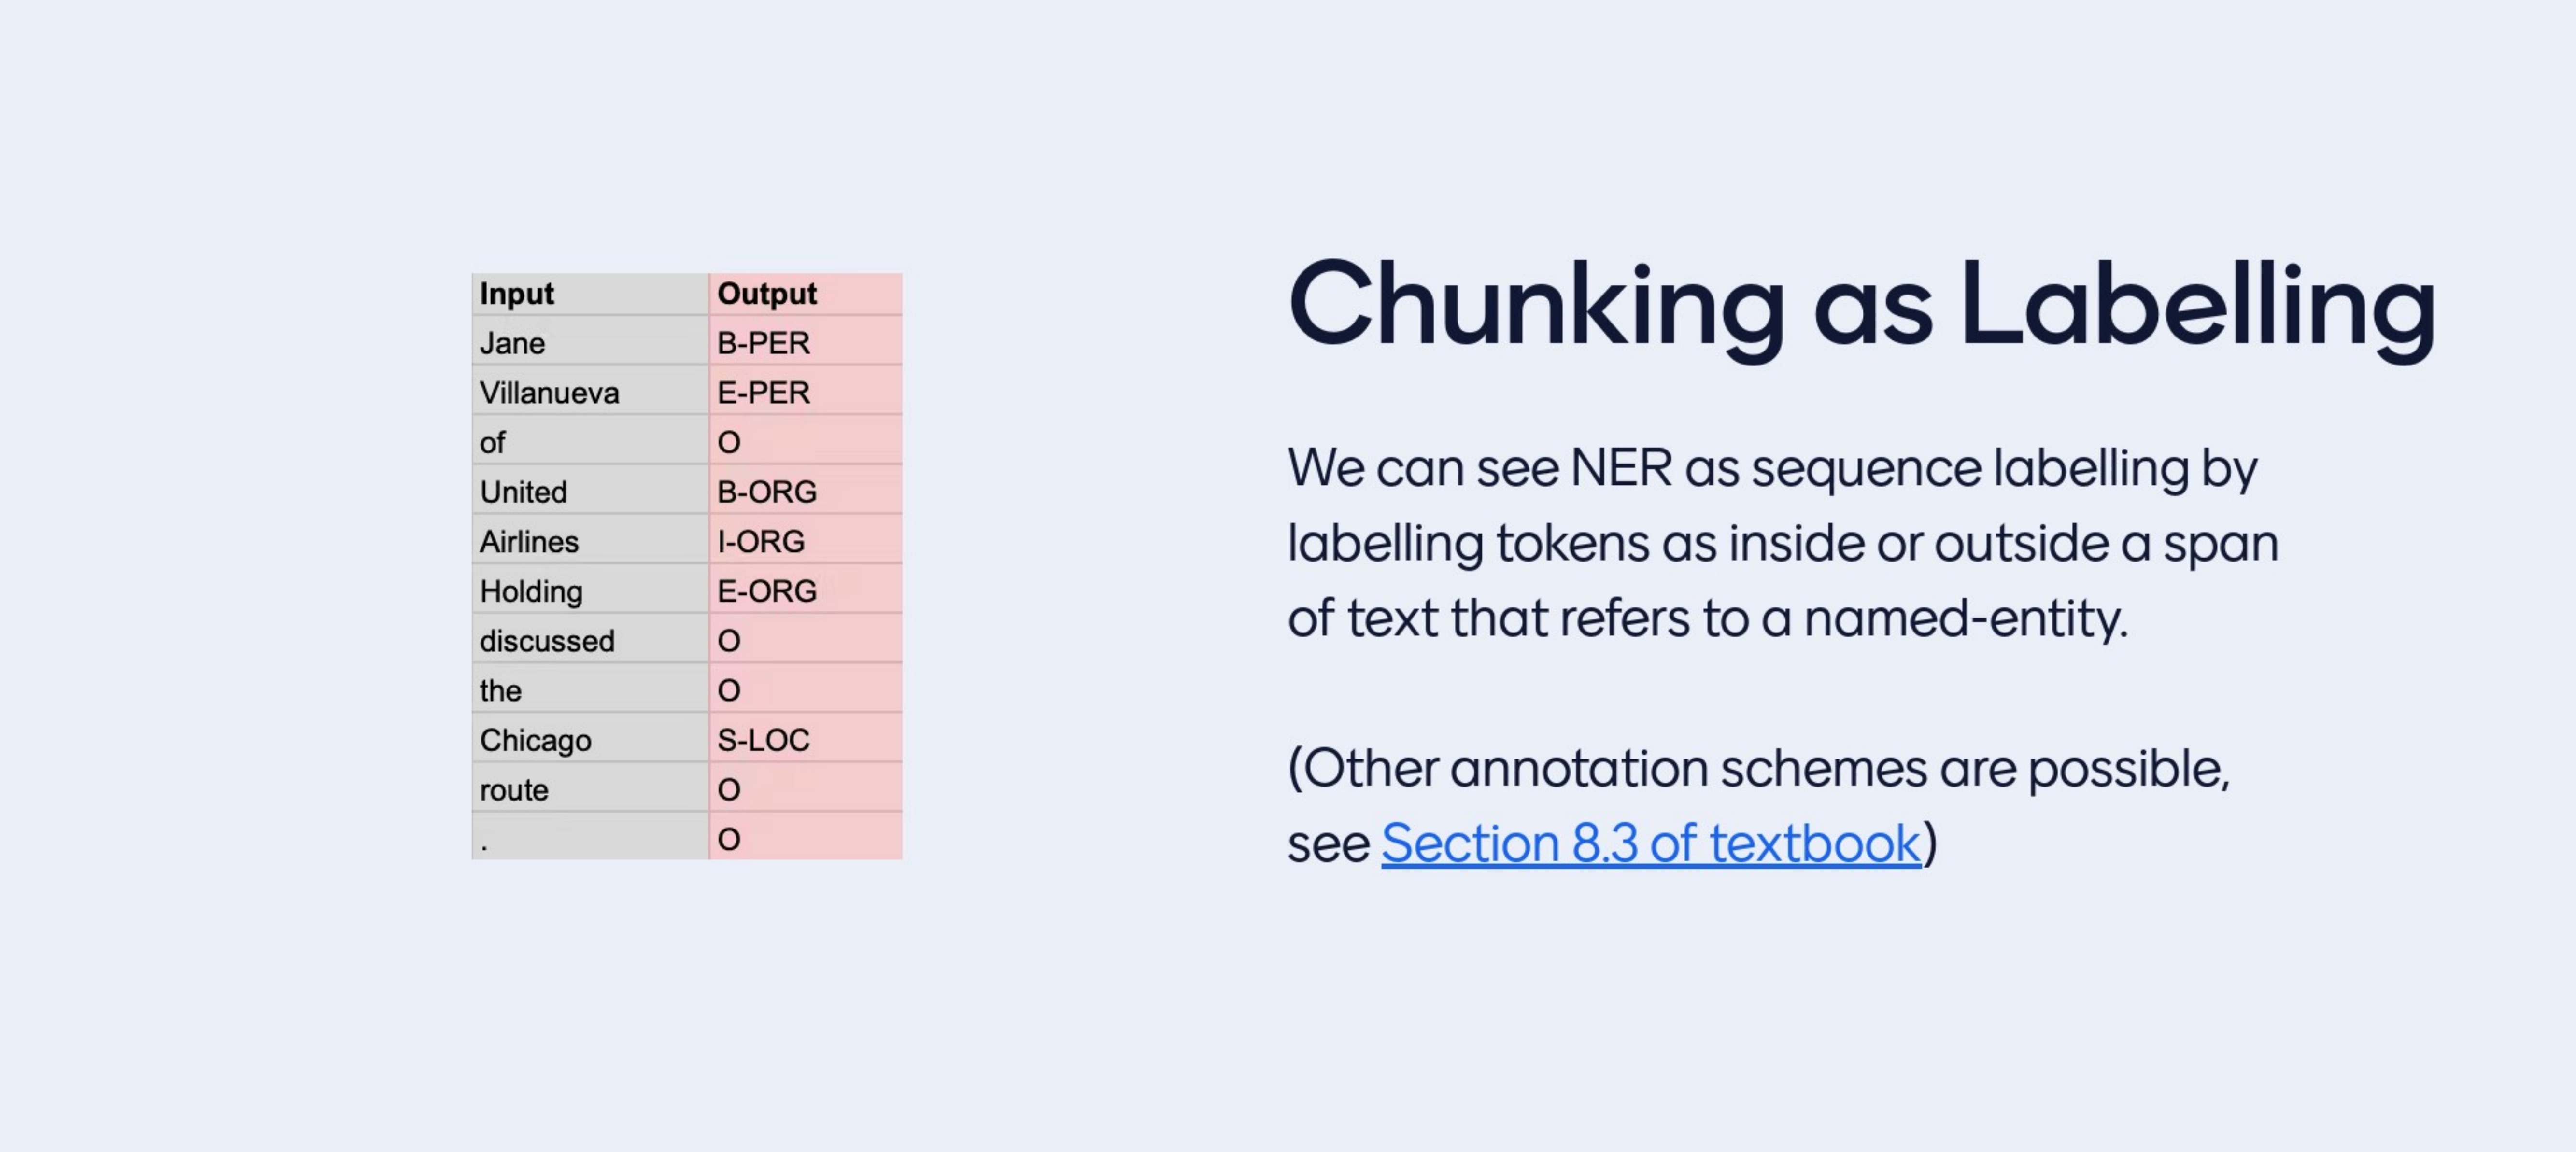 Input Output
Jane B-PER
Villanueva E-PER
of O
United B-ORG
Airlines I-ORG
Holding E-ORG
discussed O
the O
Chicago S-LOC
route O
. O
Chunking as Labelling
We can see NER as sequence labelling by
labelling tokens as inside or outside a span
of text that refers to a named-entity.
(Other annotation schemes are possible,
see Section 8.3 of textbook)